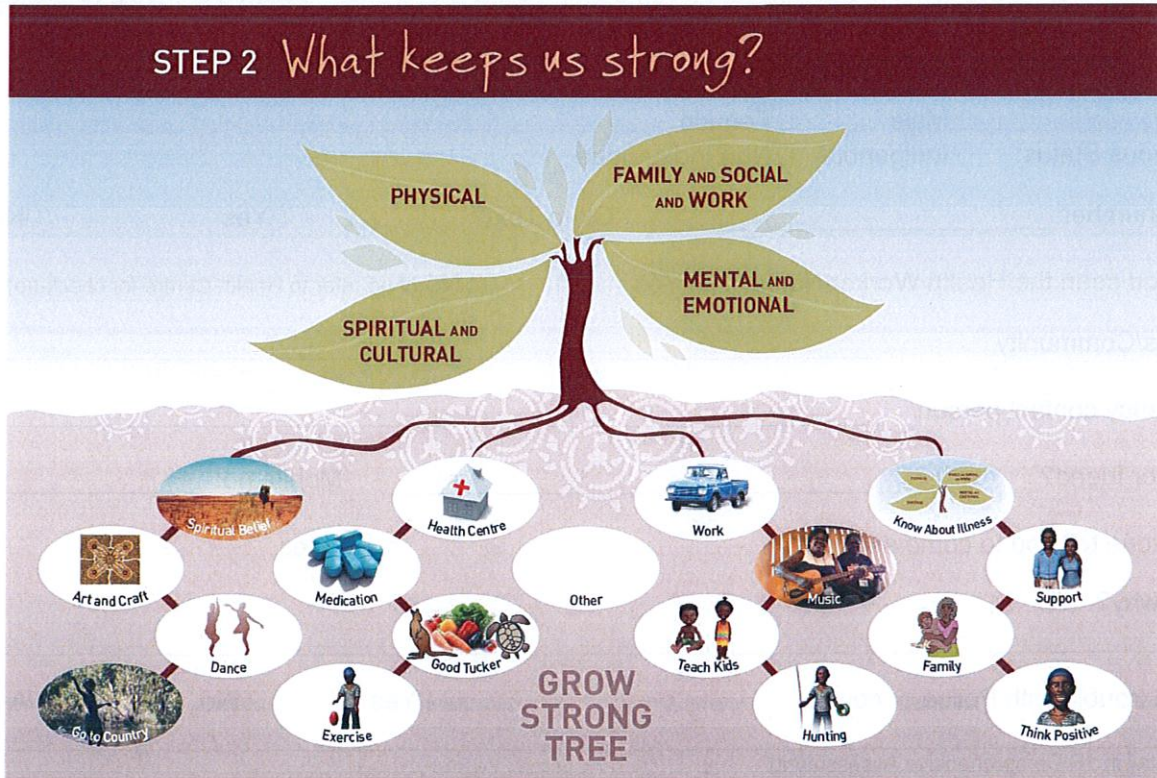 STEP 2 What keeps us strong?
PHYSICAL
FAMILY AND SOCIAL
AND WORK
SPIRITUAL AND
CULTURAL
MENTAL AND
EMOTIONAL
Spiritual Belief
Health Centre
Work
Know About Illness
Art and Craft
Medication
Other
Music
Support
Dance
Good Tucker
Teach Kids
Family
Go to Country
Exercise
GROW
STRONG
TREE
Hunting
Think Positive